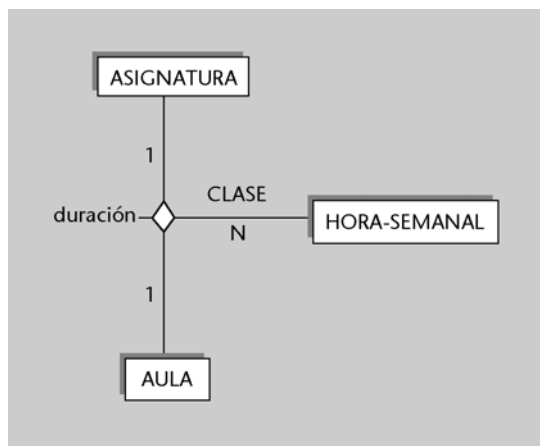 ASIGNATURA
1
CLASE
duración
HORA-SEMANAL
N
1
AULA